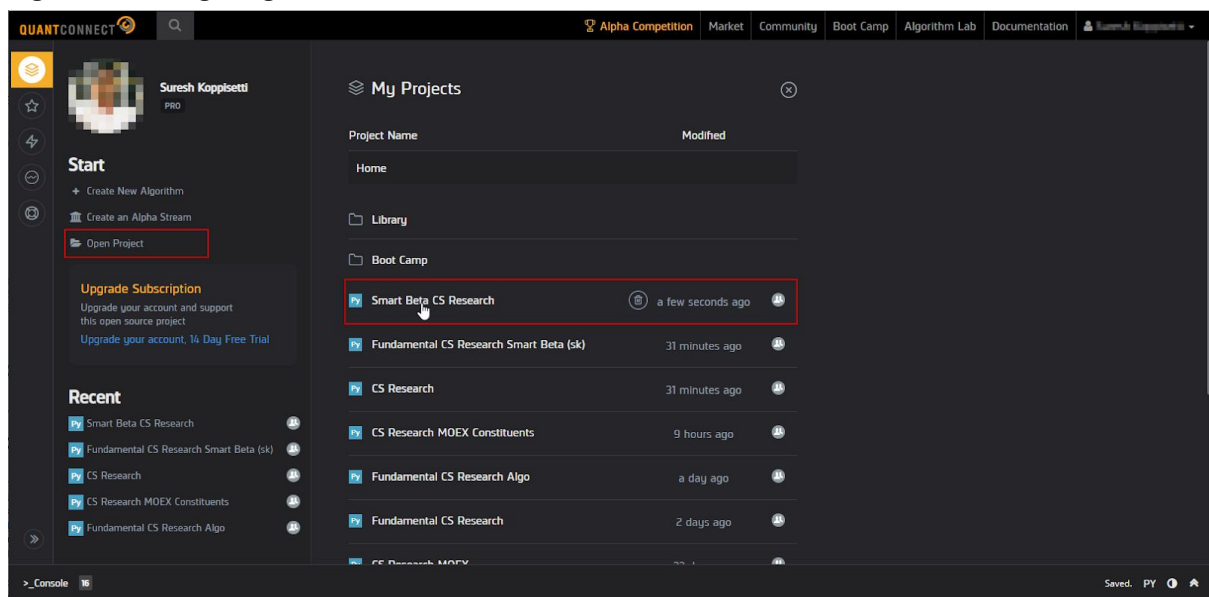 QUANTCONNECT
Alpha Competition Market Community Boot Camp Algorithm Lab Documentation
Suresh Koppisetti
PRO
Start
+ Create New Algorithm
Create an Alpha Stream
Open Project
Upgrade Subscription
Upgrade your account and support
this open source project
Upgrade your account, 14 Day Free Trial
Recent
Py Smart Beta CS Research
Py Fundamental CS Research Smart Beta (sk)
Py CS Research
Py CS Research MOEX Constituents
Py Fundamental CS Research Algo
My Projects
Project Name Modified
Home
Library
Boot Camp
Py Smart Beta CS Research a few seconds ago
Py Fundamental CS Research Smart Beta (sk) 31 minutes ago
Py CS Research 31 minutes ago
Py CS Research MOEX Constituents 9 hours ago
Py Fundamental CS Research Algo a day ago
Py Fundamental CS Research 2 days ago
CS Research MOEX
>_Console 16 Saved. PY